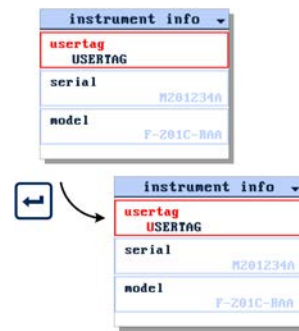 instrument info
usertag
USERTAG
serial
M201234A
model
F-201C-RAA
instrument info
usertag
USERTAG
serial
M201234A
model
F-201C-RAA